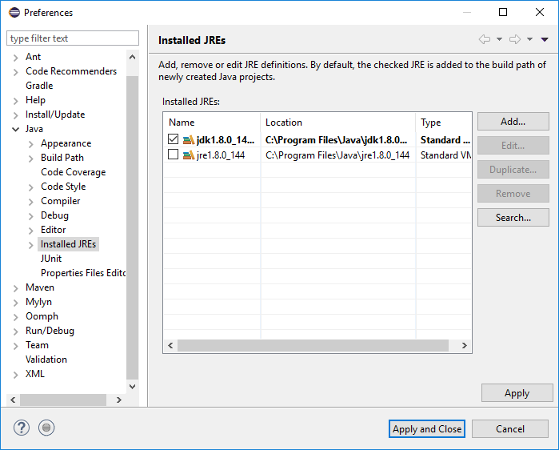 Preferences
type filter text
Ant
Code Recommenders
Gradle
Help
Install/Update
Java
Appearance
Build Path
Code Coverage
Code Style
Compiler
Debug
Editor
Installed JREs
JUnit
Properties Files Edito
Maven
Mylyn
Oomph
Run/Debug
Team
Validation
XML
Installed JREs
Add, remove or edit JRE definitions. By default, the checked JRE is added to the build path of
newly created Java projects.
Installed JREs:
Name Location Type
jdk1.8.0_14... C:\Program Files\Java\jdk1.8.0... Standard ...
jre1.8.0_144 C:\Program Files\Java\jre1.8.0_144 Standard VM
Add...
Edit...
Duplicate...
Remove
Search...
Apply
? Apply and Close Cancel